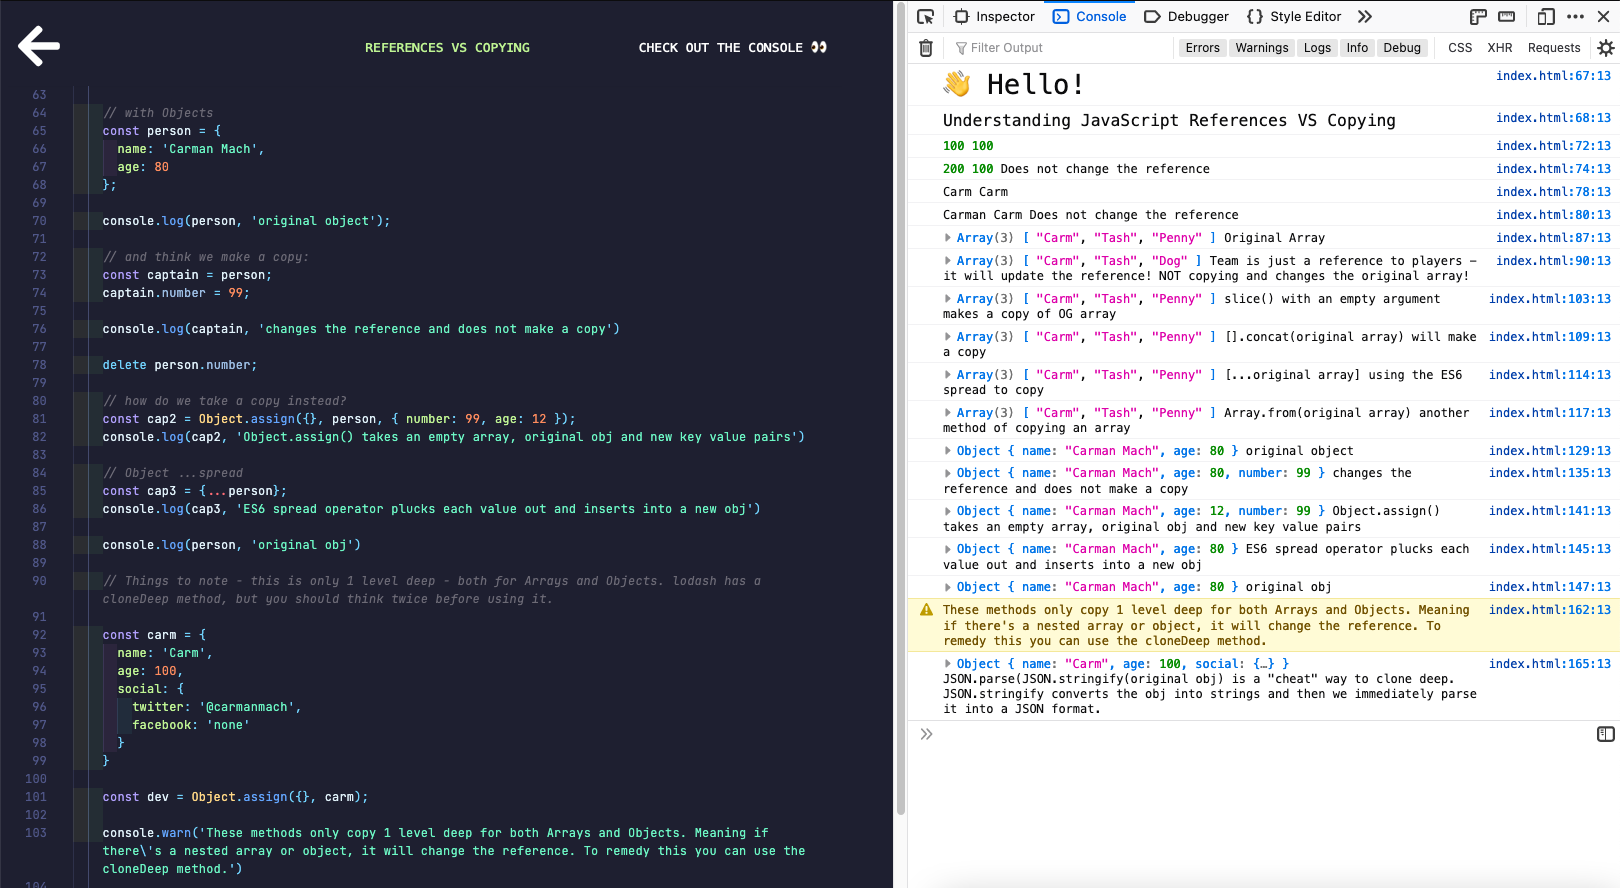 REFERENCES VS COPYING
CHECK OUT THE CONSOLE 👀
63
64 // with Objects
65 const person = {
66 name: 'Carman Mach',
67 age: 80
68 };
69
70 console.log(person, 'original object');
71
72 // and think we make a copy:
73 const captain = person;
74 captain.number = 99;
75
76 console.log(captain, 'changes the reference and does not make a copy')
77
78 delete person.number;
79
80 // how do we take a copy instead?
81 const cap2 = Object.assign({}, person, { number: 99, age: 12 });
82 console.log(cap2, 'Object.assign() takes an empty array, original obj and new key value pairs')
83
84 // Object ...spread
85 const cap3 = {...person};
86 console.log(cap3, 'ES6 spread operator plucks each value out and inserts into a new obj')
87
88 console.log(person, 'original obj')
89
90 // Things to note - this is only 1 level deep - both for Arrays and Objects. lodash has a
cloneDeep method, but you should think twice before using it.
91
92 const carm = {
93 name: 'Carm',
94 age: 100,
95 social: {
96 twitter: '@carmanmach',
97 facebook: 'none'
98 }
99 }
100
101 const dev = Object.assign({}, carm);
102
103 console.warn('These methods only copy 1 level deep for both Arrays and Objects. Meaning if
there\'s a nested array or object, it will change the reference. To remedy this you can use the
cloneDeep method.')
104
Inspector Console Debugger Style Editor
Filter Output Errors Warnings Logs Info Debug CSS XHR Requests
👋 Hello! index.html:67:13
Understanding JavaScript References VS Copying index.html:68:13
100 100 index.html:72:13
200 100 Does not change the reference index.html:74:13
Carm Carm index.html:78:13
Carman Carm Does not change the reference index.html:80:13
Array(3) [ "Carm", "Tash", "Penny" ] Original Array index.html:87:13
Array(3) [ "Carm", "Tash", "Dog" ] Team is just a reference to players – index.html:90:13
it will update the reference! NOT copying and changes the original array!
Array(3) [ "Carm", "Tash", "Penny" ] slice() with an empty argument index.html:103:13
makes a copy of OG array
Array(3) [ "Carm", "Tash", "Penny" ] [].concat(original array) will make index.html:109:13
a copy
Array(3) [ "Carm", "Tash", "Penny" ] [...original array] using the ES6 index.html:114:13
spread to copy
Array(3) [ "Carm", "Tash", "Penny" ] Array.from(original array) another index.html:117:13
method of copying an array
Object { name: "Carman Mach", age: 80 } original object index.html:129:13
Object { name: "Carman Mach", age: 80, number: 99 } changes the index.html:135:13
reference and does not make a copy
Object { name: "Carman Mach", age: 12, number: 99 } Object.assign() index.html:141:13
takes an empty array, original obj and new key value pairs
Object { name: "Carman Mach", age: 80 } ES6 spread operator plucks each index.html:145:13
value out and inserts into a new obj
Object { name: "Carman Mach", age: 80 } original obj index.html:147:13
These methods only copy 1 level deep for both Arrays and Objects. Meaning index.html:162:13
if there's a nested array or object, it will change the reference. To
remedy this you can use the cloneDeep method.
Object { name: "Carm", age: 100, social: {…} } index.html:165:13
JSON.parse(JSON.stringify(original obj) is a "cheat" way to clone deep.
JSON.stringify converts the obj into strings and then we immediately parse
it into a JSON format.